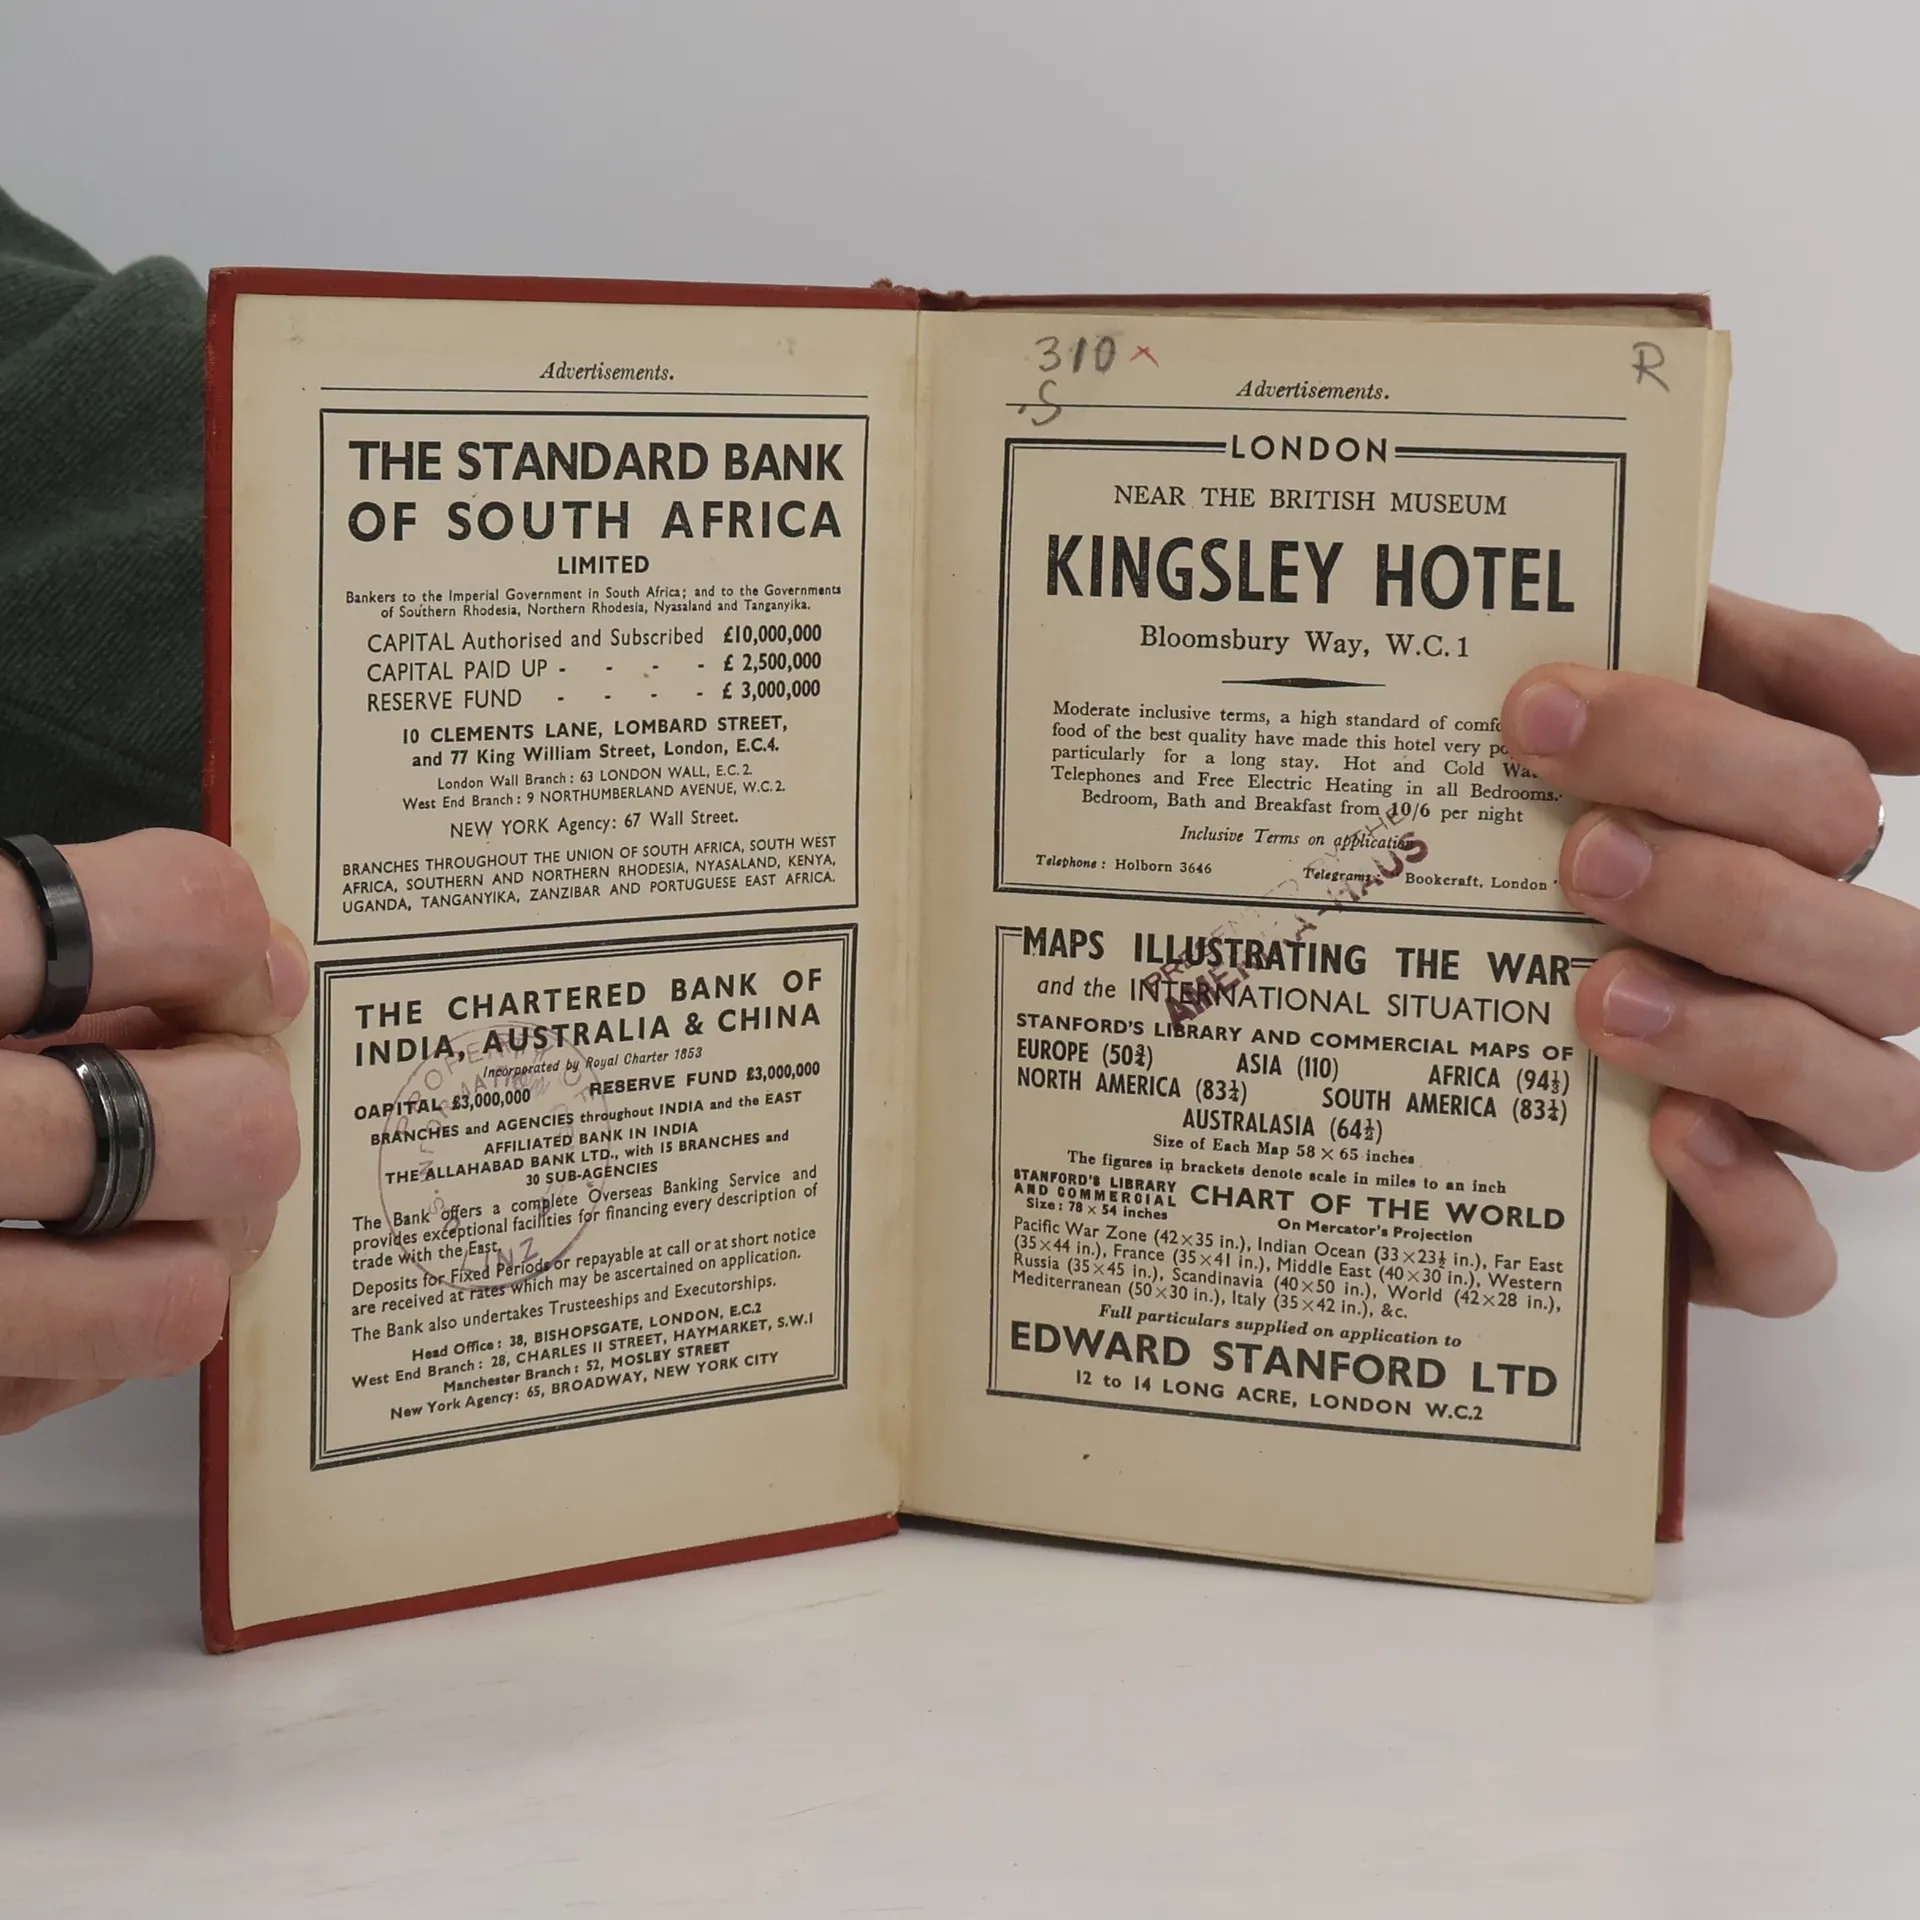 Advertisements.
THE STANDARD BANK
OF SOUTH AFRICA
LIMITED
Bankers to the Imperial Government in South Africa; and to the Governments
of Southern Rhodesia, Northern Rhodesia, Nyasaland and Tanganyika.
CAPITAL Authorised and Subscribed £10,000,000
CAPITAL PAID UP - - - - £ 2,500,000
RESERVE FUND - - - - £ 3,000,000
10 CLEMENTS LANE, LOMBARD STREET,
and 77 King William Street, London, E.C.4.
London Wall Branch: 63 LONDON WALL, E.C.2.
West End Branch: 9 NORTHUMBERLAND AVENUE, W.C.2.
NEW YORK Agency: 67 Wall Street.
BRANCHES THROUGHOUT THE UNION OF SOUTH AFRICA, SOUTH WEST
AFRICA, SOUTHERN AND NORTHERN RHODESIA, NYASALAND, KENYA,
UGANDA, TANGANYIKA, ZANZIBAR AND PORTUGUESE EAST AFRICA.
THE CHARTERED BANK OF
INDIA, AUSTRALIA & CHINA
Incorporated by Royal Charter 1853
CAPITAL £3,000,000 RESERVE FUND £3,000,000
BRANCHES and AGENCIES throughout INDIA and the EAST
AFFILIATED BANK IN INDIA
THE ALLAHABAD BANK LTD., with 15 BRANCHES and
30 SUB-AGENCIES
The Bank offers a complete Overseas Banking Service and
provides exceptional facilities for financing every description of
trade with the East.
Deposits for Fixed Periods or repayable at call or at short notice
are received at rates which may be ascertained on application.
The Bank also undertakes Trusteeships and Executorships.
Head Office: 38, BISHOPSGATE, LONDON, E.C.2
West End Branch: 28, CHARLES II STREET, HAYMARKET, S.W.1
Manchester Branch: 52, MOSLEY STREET
New York Agency: 65, BROADWAY, NEW YORK CITY
PROPERTY
LINZ
310 x
.S
R
Advertisements.
LONDON
NEAR THE BRITISH MUSEUM
KINGSLEY HOTEL
Bloomsbury Way, W.C.1
Moderate inclusive terms, a high standard of
food of the best quality have made this hotel very
particularly for a long stay. Hot and Cold
Telephones and Free Electric Heating in all Bedrooms.
Bedroom, Bath and Breakfast from 10/6 per night
Inclusive Terms on application
Telephone: Holborn 3646 Telegrams: Bookcraft, London
PRESENTED BY THE
AMERIKA-HAUS
MAPS ILLUSTRATING THE WAR
and the INTERNATIONAL SITUATION
STANFORD'S LIBRARY AND COMMERCIAL MAPS OF
EUROPE (50¾) ASIA (110) AFRICA (94⅓)
NORTH AMERICA (83¼) SOUTH AMERICA (83¼)
AUSTRALASIA (64½)
Size of Each Map 58 × 65 inches
The figures in brackets denote scale in miles to an inch
STANFORD'S LIBRARY
AND COMMERCIAL CHART OF THE WORLD
Size: 78 × 54 inches On Mercator's Projection
Pacific War Zone (42×35 in.), Indian Ocean (33×23½ in.), Far East
(35×44 in.), France (35×41 in.), Middle East (40×30 in.), Western
Russia (35×45 in.), Scandinavia (40×50 in.), World (42×28 in.),
Mediterranean (50×30 in.), Italy (35×42 in.), &c.
Full particulars supplied on application to
EDWARD STANFORD LTD
12 to 14 LONG ACRE, LONDON W.C.2